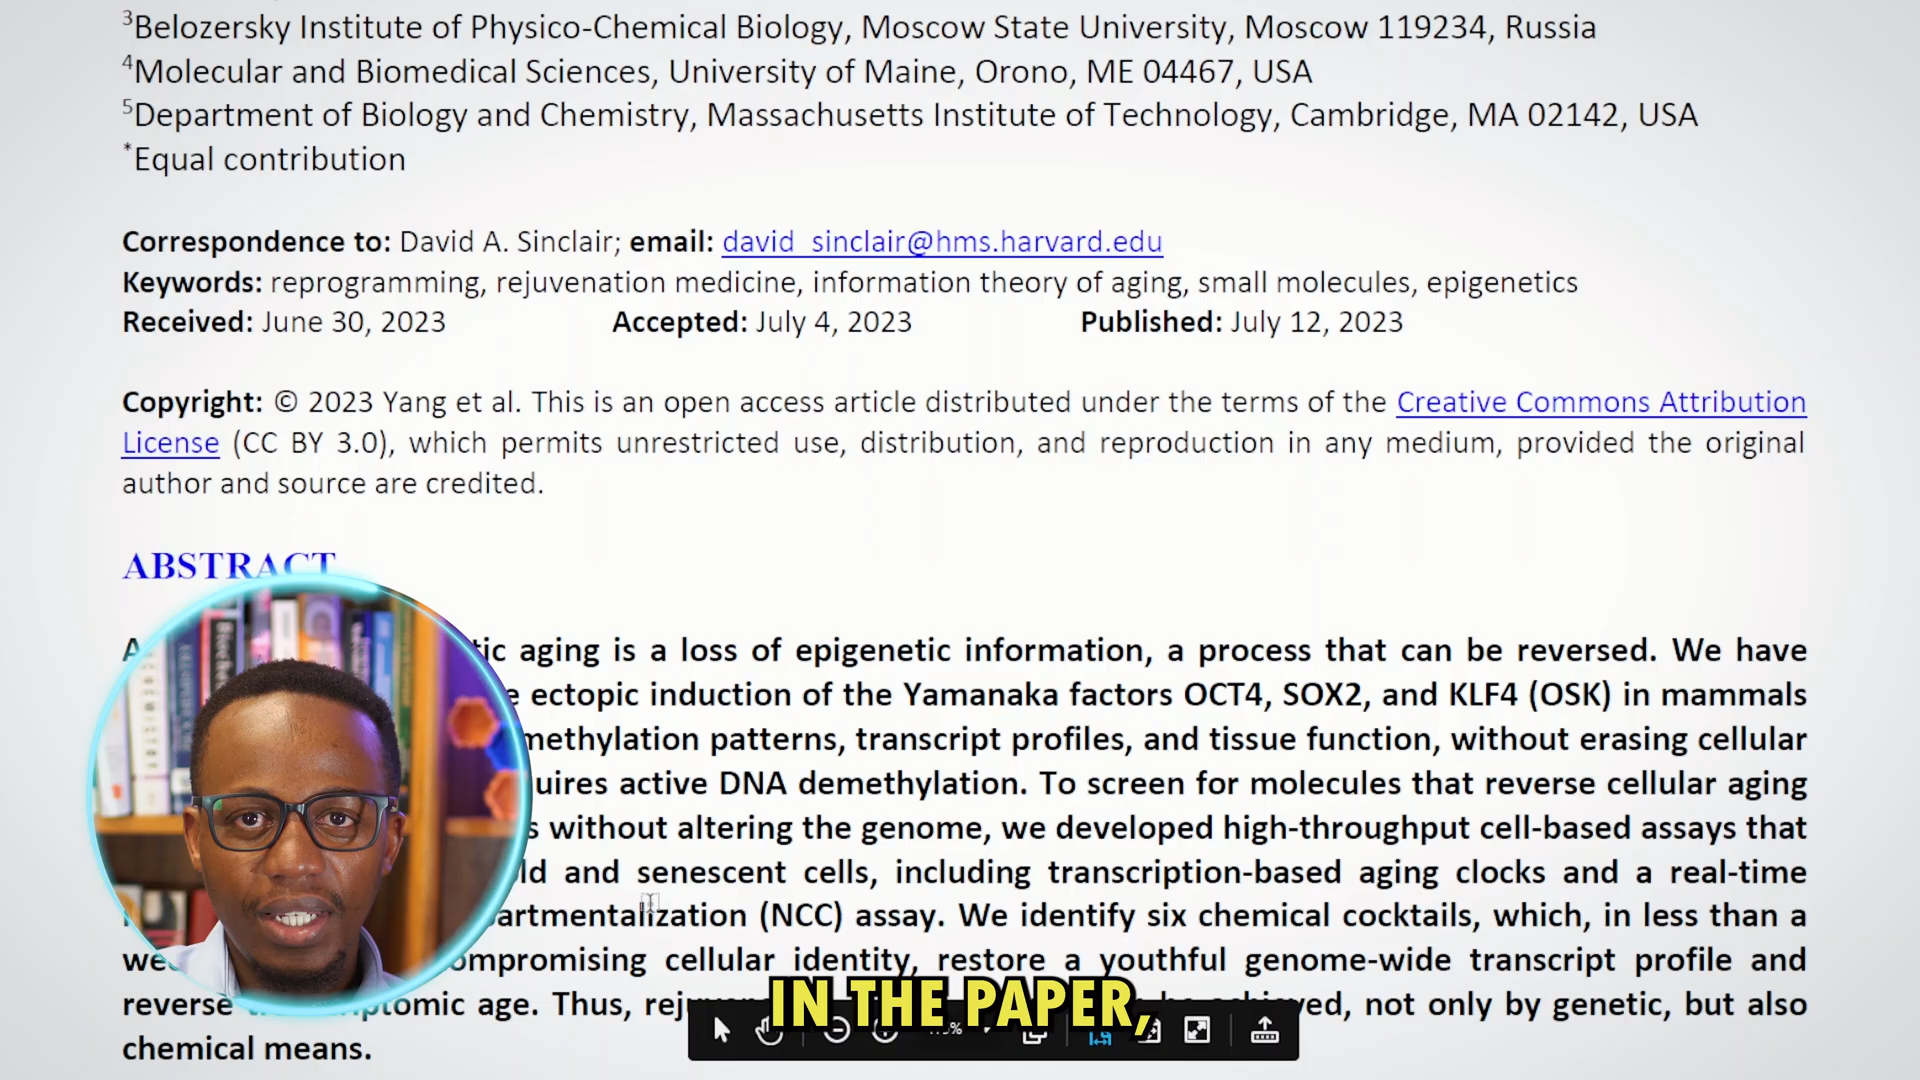 ³Belozersky Institute of Physico-Chemical Biology, Moscow State University, Moscow 119234, Russia
⁴Molecular and Biomedical Sciences, University of Maine, Orono, ME 04467, USA
⁵Department of Biology and Chemistry, Massachusetts Institute of Technology, Cambridge, MA 02142, USA
*Equal contribution
Correspondence to: David A. Sinclair; email: david_sinclair@hms.harvard.edu
Keywords: reprogramming, rejuvenation medicine, information theory of aging, small molecules, epigenetics
Received: June 30, 2023 Accepted: July 4, 2023 Published: July 12, 2023
Copyright: © 2023 Yang et al. This is an open access article distributed under the terms of the Creative Commons Attribution
License (CC BY 3.0), which permits unrestricted use, distribution, and reproduction in any medium, provided the original
author and source are credited.
ABSTRACT
aging is a loss of epigenetic information, a process that can be reversed. We have
ectopic induction of the Yamanaka factors OCT4, SOX2, and KLF4 (OSK) in mammals
methylation patterns, transcript profiles, and tissue function, without erasing cellular
active DNA demethylation. To screen for molecules that reverse cellular aging
without altering the genome, we developed high-throughput cell-based assays that
and senescent cells, including transcription-based aging clocks and a real-time
(NCC) assay. We identify six chemical cocktails, which, in less than a
compromising cellular identity, restore a youthful genome-wide transcript profile and
reverse age. Thus, not only by genetic, but also
chemical means.
IN THE PAPER,